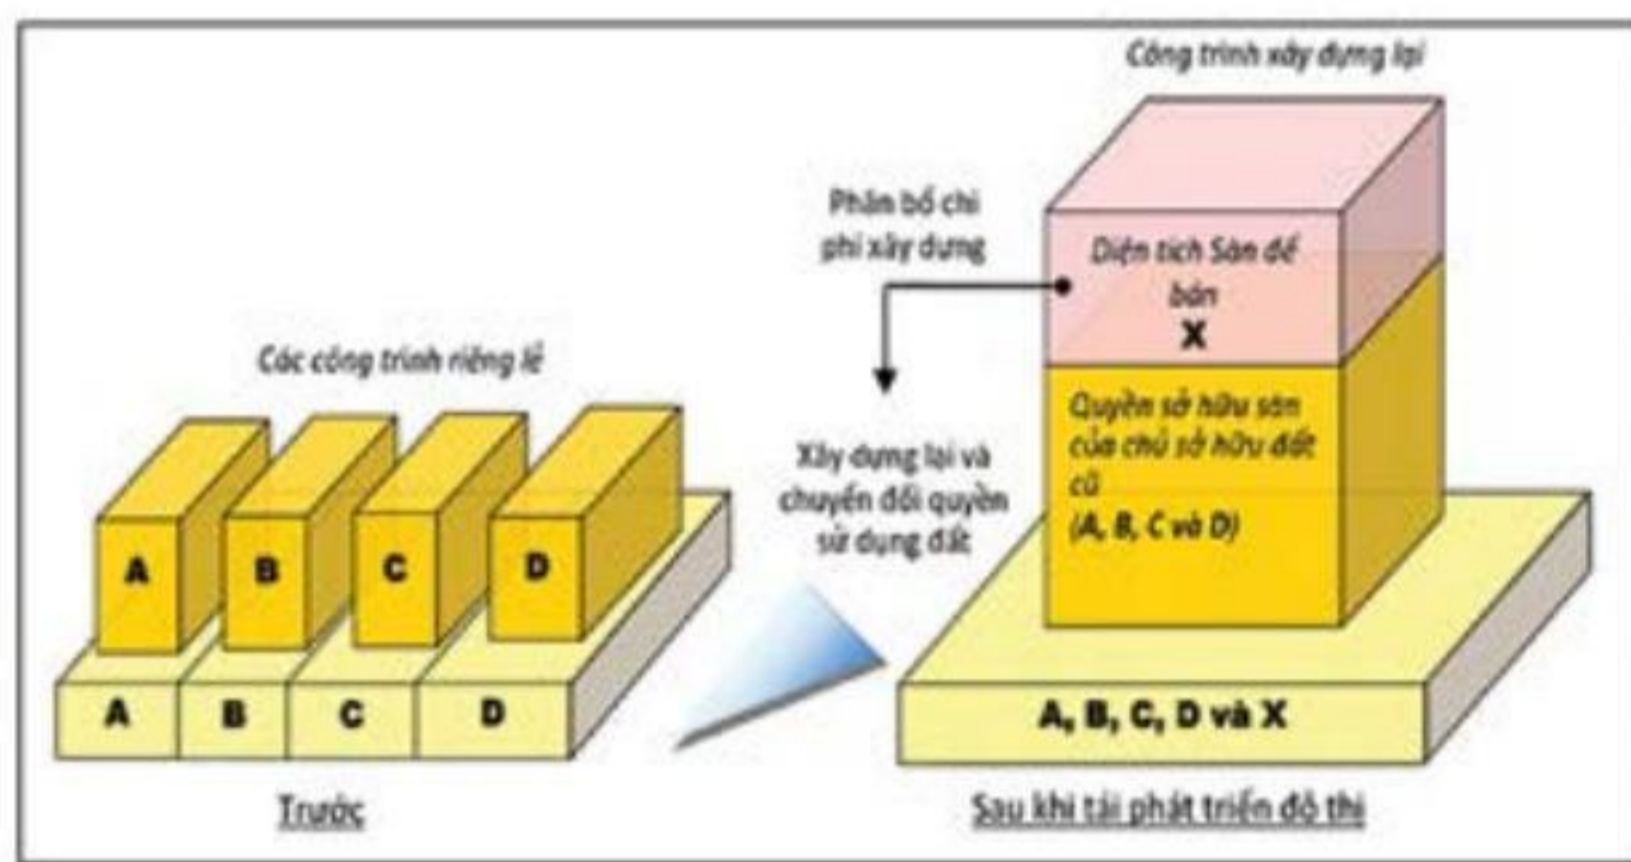 Công trình xây dựng lại
Phân bổ chi
phí xây dựng
Diện tích Sàn để
bán
X
Các công trình riêng lẻ
Quyền sở hữu sàn
của chủ sở hữu đất
cũ
(A, B, C và D)
Xây dựng lại và
chuyển đổi quyền
sử dụng đất
A B C D
A B C D
A, B, C, D và X
Trước
Sau khi tái phát triển đô thị